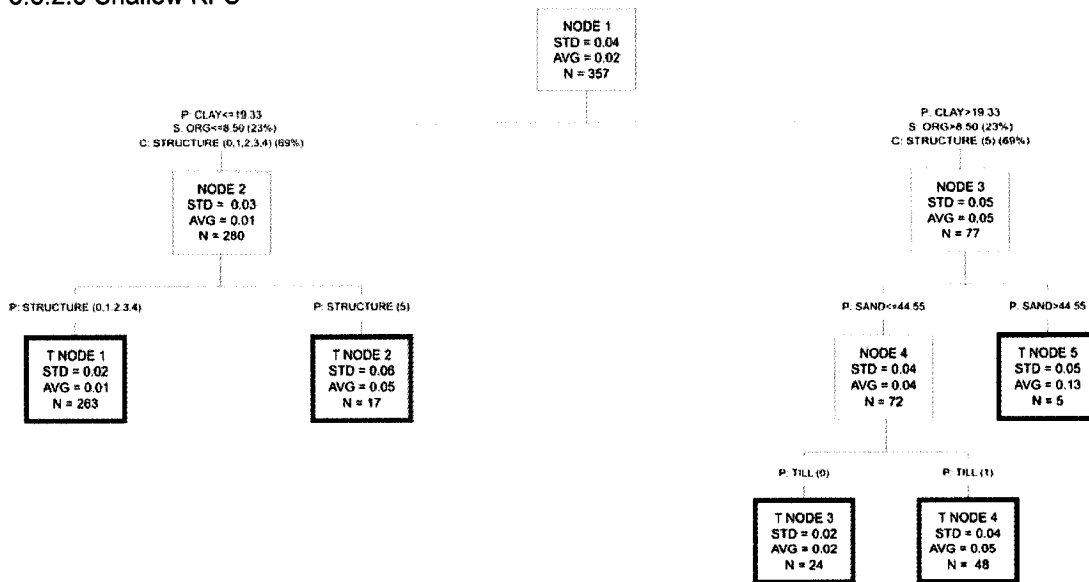 NODE 1
STD = 0.04
AVG = 0.02
N = 357
P: CLAY<=19.33
S: ORG<=8.50 (23%)
C: STRUCTURE (0,1,2,3,4) (69%)
P: CLAY>19.33
S: ORG>8.50 (23%)
C: STRUCTURE (5) (69%)
NODE 2
STD = 0.03
AVG = 0.01
N = 280
NODE 3
STD = 0.05
AVG = 0.05
N = 77
P: STRUCTURE (0,1,2,3,4)
P: STRUCTURE (5)
P: SAND<=44.55
P: SAND>44.55
T NODE 1
STD = 0.02
AVG = 0.01
N = 263
T NODE 2
STD = 0.06
AVG = 0.05
N = 17
NODE 4
STD = 0.04
AVG = 0.04
N = 72
T NODE 5
STD = 0.05
AVG = 0.13
N = 5
P: TILL (0)
P: TILL (1)
T NODE 3
STD = 0.02
AVG = 0.02
N = 24
T NODE 4
STD = 0.04
AVG = 0.05
N = 48